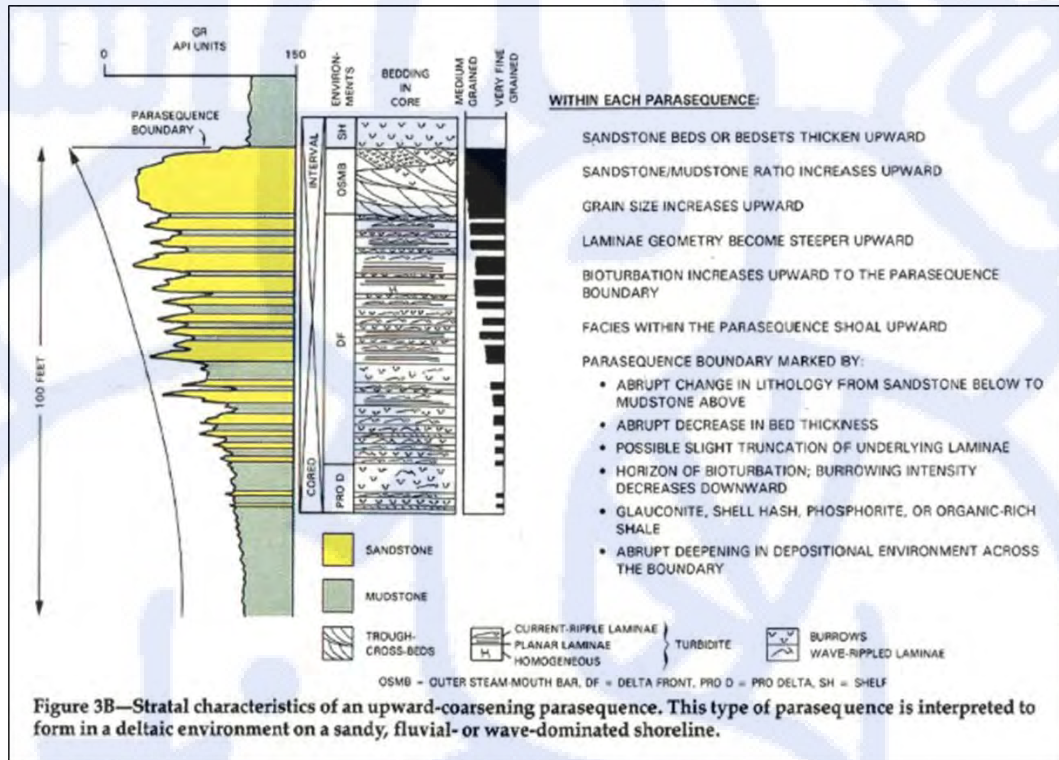 GR
API UNITS
0
150
PARASEQUENCE
BOUNDARY
100 FEET
ENVIRON-
MENTS
BEDDING
IN
CORE
MEDIUM
GRAINED
VERY FINE
GRAINED
INTERVAL
CORED
SH
OSMB
DF
PRO D
H
WITHIN EACH PARASEQUENCE:
SANDSTONE BEDS OR BEDSETS THICKEN UPWARD
SANDSTONE/MUDSTONE RATIO INCREASES UPWARD
GRAIN SIZE INCREASES UPWARD
LAMINAE GEOMETRY BECOME STEEPER UPWARD
BIOTURBATION INCREASES UPWARD TO THE PARASEQUENCE
BOUNDARY
FACIES WITHIN THE PARASEQUENCE SHOAL UPWARD
PARASEQUENCE BOUNDARY MARKED BY:
• ABRUPT CHANGE IN LITHOLOGY FROM SANDSTONE BELOW TO
MUDSTONE ABOVE
• ABRUPT DECREASE IN BED THICKNESS
• POSSIBLE SLIGHT TRUNCATION OF UNDERLYING LAMINAE
• HORIZON OF BIOTURBATION; BURROWING INTENSITY
DECREASES DOWNWARD
• GLAUCONITE, SHELL HASH, PHOSPHORITE, OR ORGANIC-RICH
SHALE
• ABRUPT DEEPENING IN DEPOSITIONAL ENVIRONMENT ACROSS
THE BOUNDARY
SANDSTONE
MUDSTONE
TROUGH-
CROSS-BEDS
CURRENT-RIPPLE LAMINAE
PLANAR LAMINAE
H HOMOGENEOUS
TURBIDITE
BURROWS
WAVE-RIPPLED LAMINAE
OSMB = OUTER STEAM-MOUTH BAR, DF = DELTA FRONT, PRO D = PRO DELTA, SH = SHELF
Figure 3B—Stratal characteristics of an upward-coarsening parasequence. This type of parasequence is interpreted to
form in a deltaic environment on a sandy, fluvial- or wave-dominated shoreline.